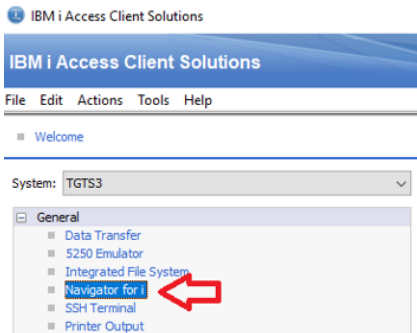 IBM i Access Client Solutions
IBM i Access Client Solutions
File Edit Actions Tools Help
Welcome
System: TGTS3
General
Data Transfer
5250 Emulator
Integrated File System
Navigator for i
SSH Terminal
Printer Output